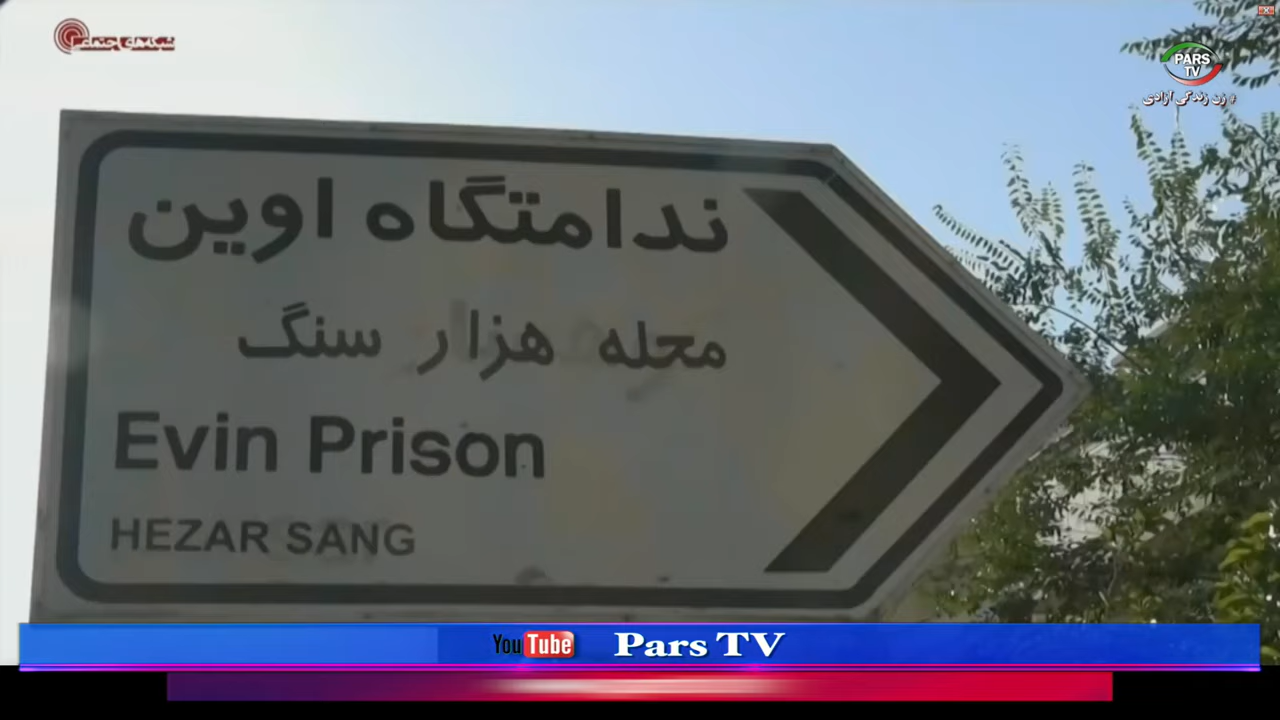 PARS
TV
# زن زندگی آزادی
ندامتگاه اوین
محله هزار سنگ
Evin Prison
HEZAR SANG
YouTube Pars TV